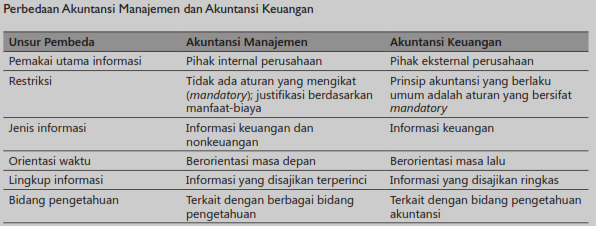 Perbedaan Akuntansi Manajemen dan Akuntansi Keuangan
Unsur Pembeda Akuntansi Manajemen Akuntansi Keuangan
Pemakai utama informasi Pihak internal perusahaan Pihak eksternal perusahaan
Restriksi Tidak ada aturan yang mengikat Prinsip akuntansi yang berlaku
(mandatory); justifikasi berdasarkan umum adalah aturan yang bersifat
manfaat-biaya mandatory
Jenis informasi Informasi keuangan dan Informasi keuangan
nonkeuangan
Orientasi waktu Berorientasi masa depan Berorientasi masa lalu
Lingkup informasi Informasi yang disajikan terperinci Informasi yang disajikan ringkas
Bidang pengetahuan Terkait dengan berbagai bidang Terkait dengan bidang pengetahuan
pengetahuan akuntansi